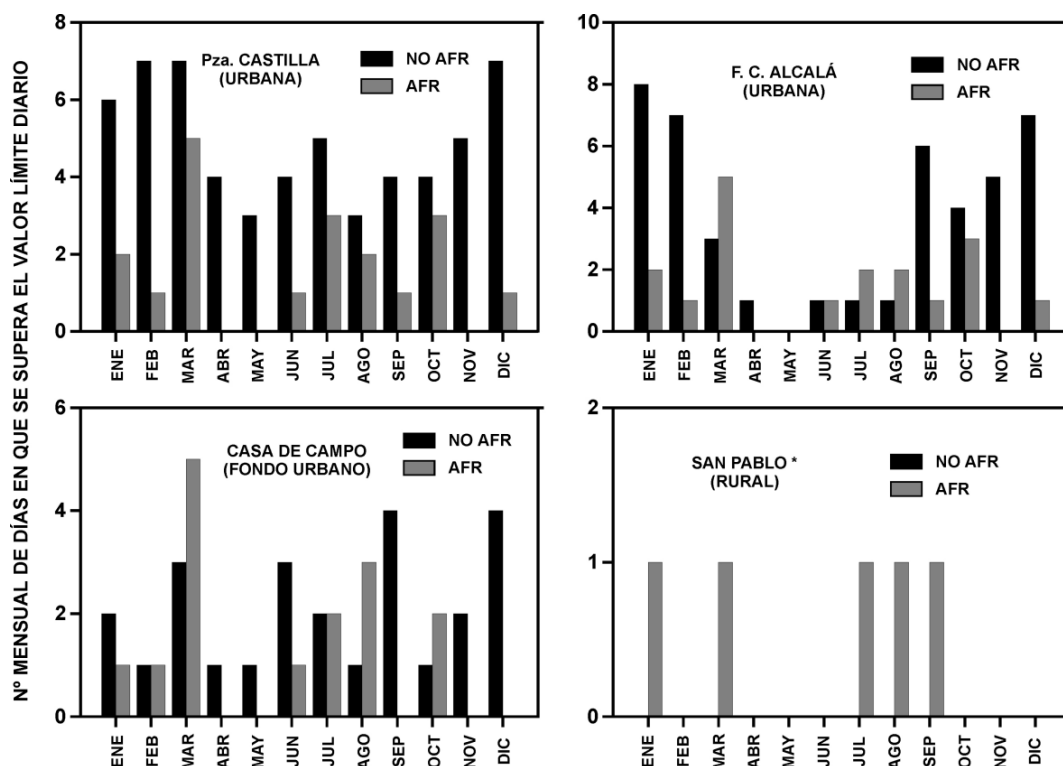 Nº MENSUAL DE DÍAS EN QUE SE SUPERA EL VALOR LÍMITE DIARIO
8
6
4
2
0
Pza. CASTILLA
(URBANA)
NO AFR
AFR
ENE
FEB
MAR
ABR
MAY
JUN
JUL
AGO
SEP
OCT
NOV
DIC
10
8
6
4
2
0
F. C. ALCALÁ
(URBANA)
NO AFR
AFR
ENE
FEB
MAR
ABR
MAY
JUN
JUL
AGO
SEP
OCT
NOV
DIC
6
4
2
0
CASA DE CAMPO
(FONDO URBANO)
NO AFR
AFR
ENE
FEB
MAR
ABR
MAY
JUN
JUL
AGO
SEP
OCT
NOV
DIC
2
1
0
SAN PABLO *
(RURAL)
NO AFR
AFR
ENE
FEB
MAR
ABR
MAY
JUN
JUL
AGO
SEP
OCT
NOV
DIC